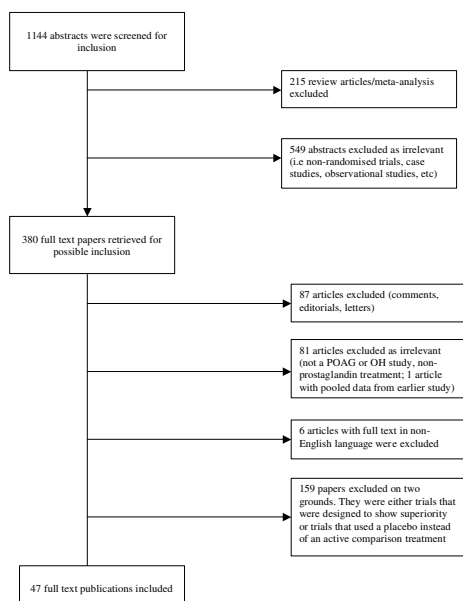 1144 abstracts were screened for
inclusion
215 review articles/meta-analysis
excluded
549 abstracts excluded as irrelevant
(i.e non-randomised trials, case
studies, observational studies, etc)
380 full text papers retrieved for
possible inclusion
87 articles excluded (comments,
editorials, letters)
81 articles excluded as irrelevant
(not a POAG or OH study, non-
prostaglandin treatment; 1 article
with pooled data from earlier study)
6 articles with full text in non-
English language were excluded
159 papers excluded on two
grounds. They were either trials that
were designed to show superiority
or trials that used a placebo instead
of an active comparison treatment
47 full text publications included